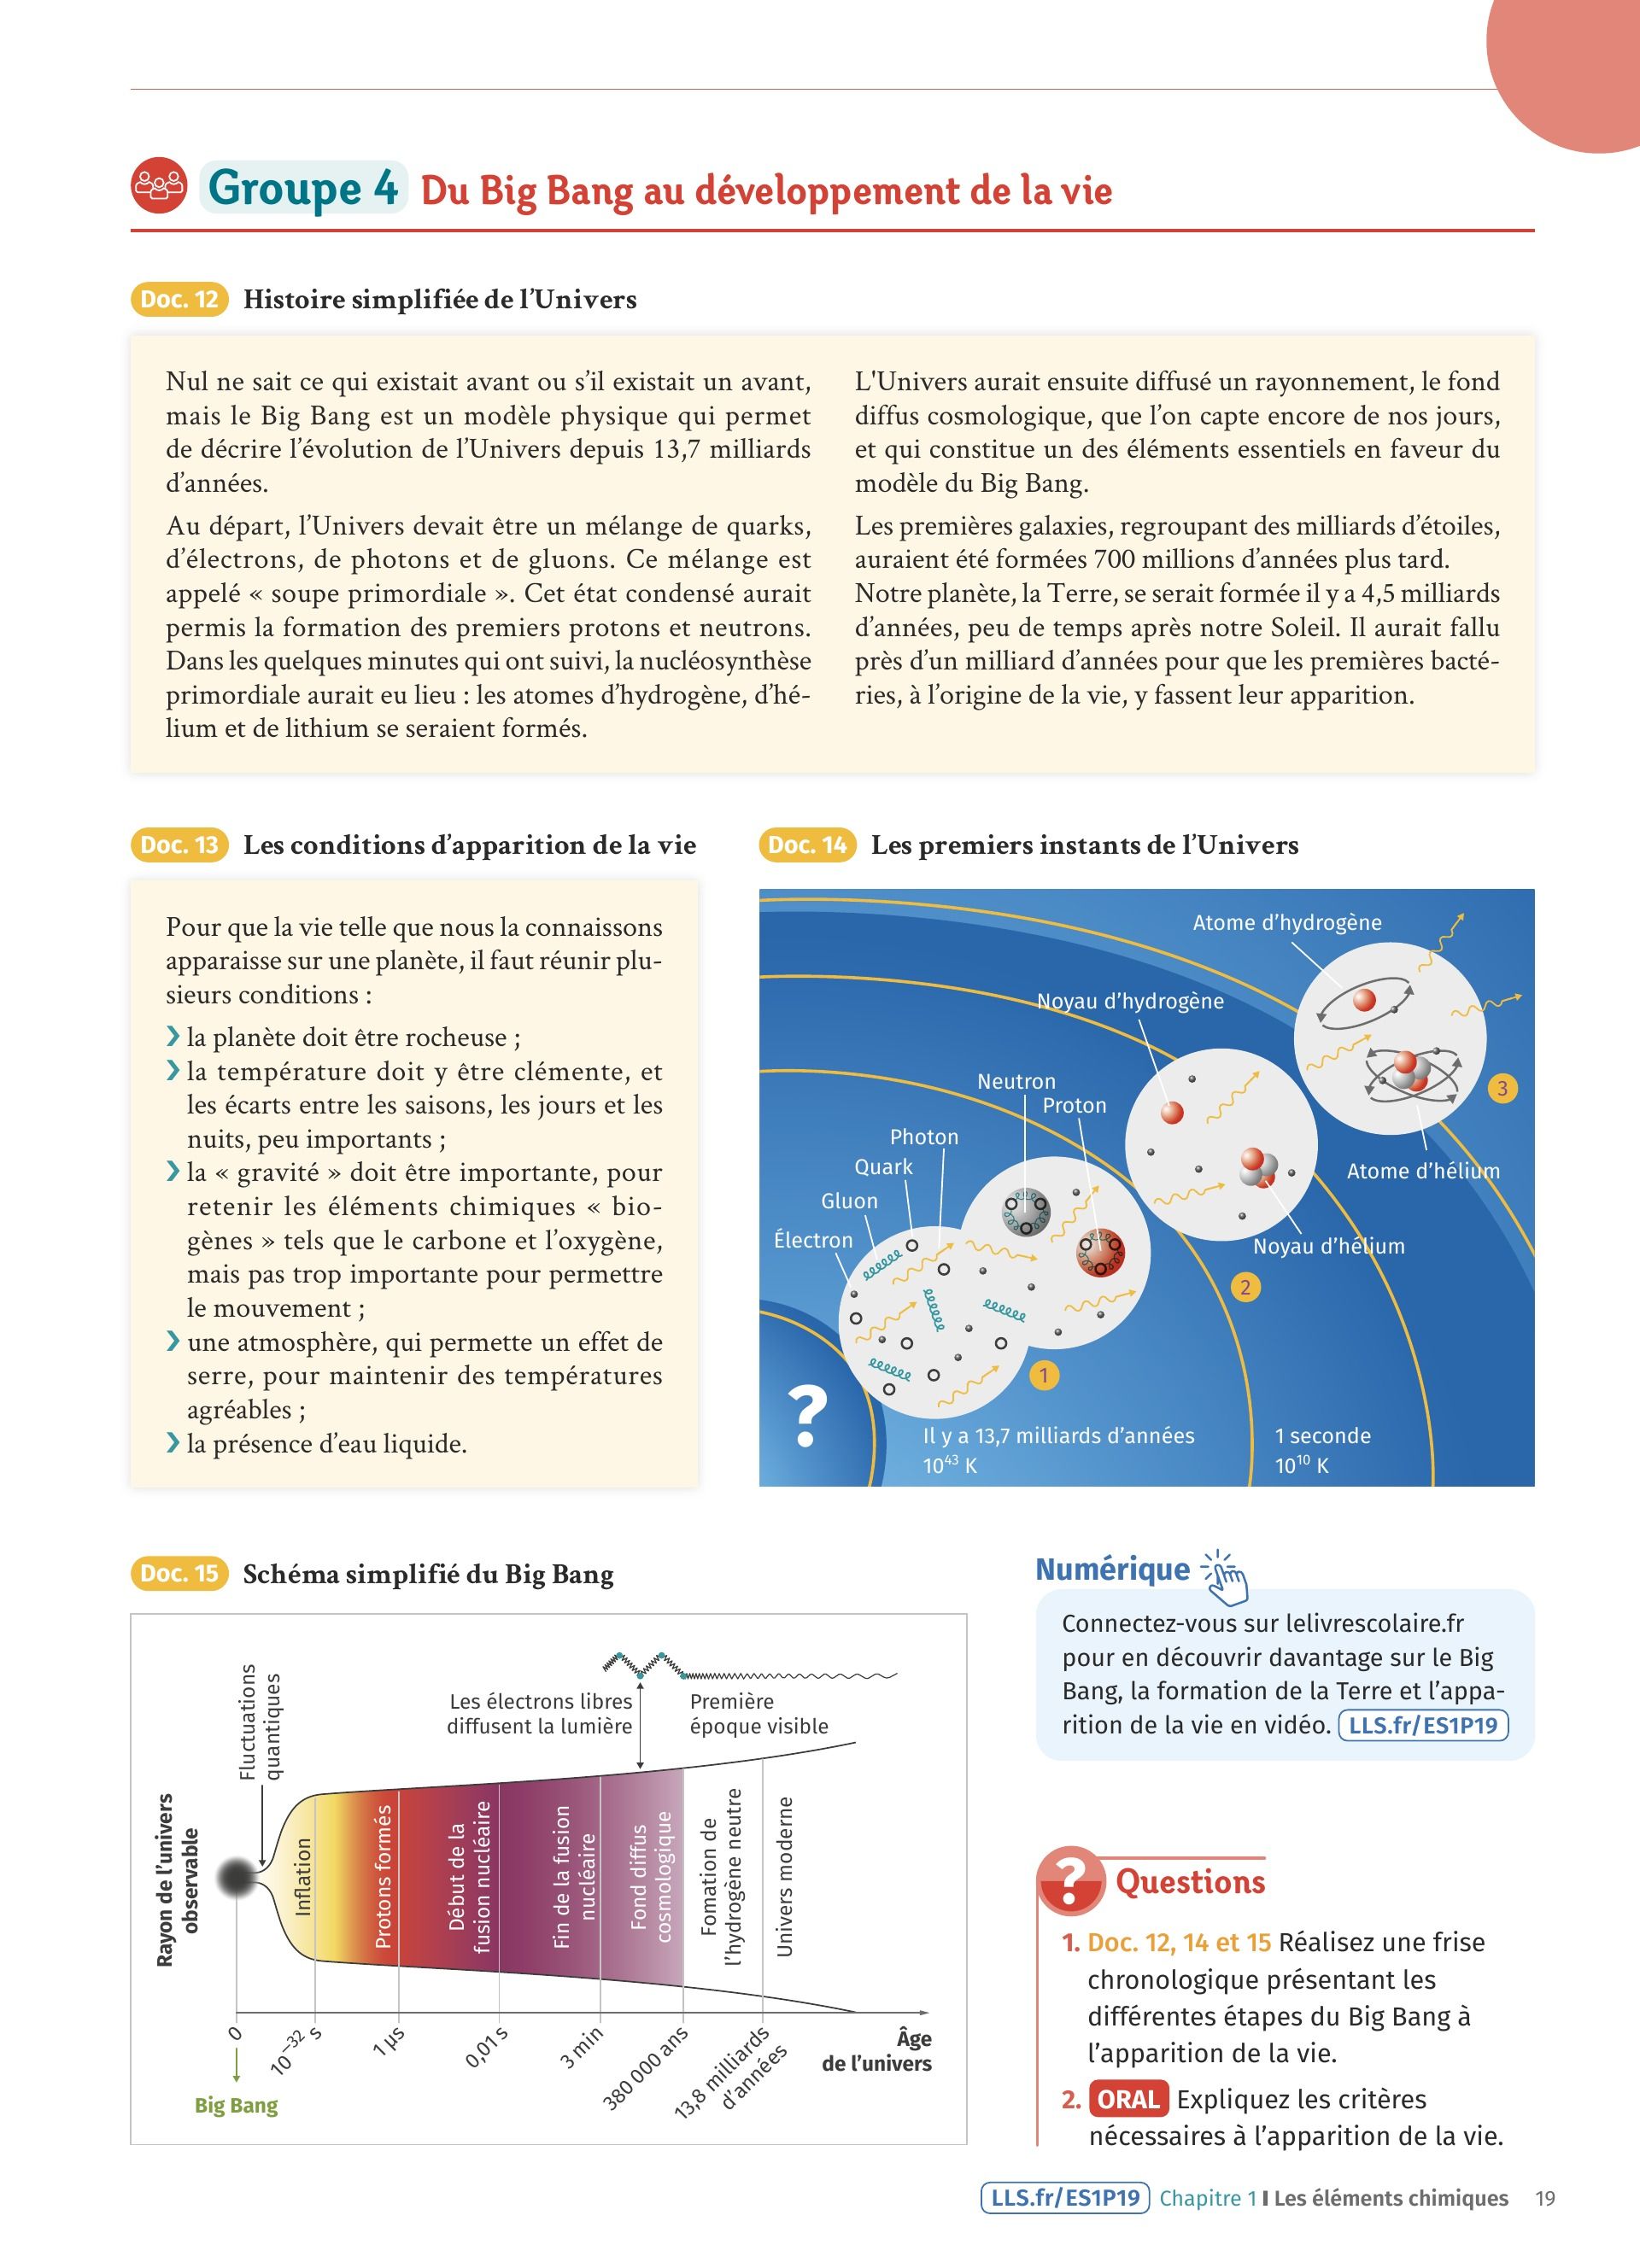 Groupe 4 Du Big Bang au développement de la vie
Doc. 12 Histoire simplifiée de l’Univers
Nul ne sait ce qui existait avant ou s’il existait un avant,
mais le Big Bang est un modèle physique qui permet
de décrire l’évolution de l’Univers depuis 13,7 milliards
d’années.
Au départ, l’Univers devait être un mélange de quarks,
d’électrons, de photons et de gluons. Ce mélange est
appelé « soupe primordiale ». Cet état condensé aurait
permis la formation des premiers protons et neutrons.
Dans les quelques minutes qui ont suivi, la nucléosynthèse
primordiale aurait eu lieu : les atomes d’hydrogène, d’hé-
lium et de lithium se seraient formés.
L'Univers aurait ensuite diffusé un rayonnement, le fond
diffus cosmologique, que l’on capte encore de nos jours,
et qui constitue un des éléments essentiels en faveur du
modèle du Big Bang.
Les premières galaxies, regroupant des milliards d’étoiles,
auraient été formées 700 millions d’années plus tard.
Notre planète, la Terre, se serait formée il y a 4,5 milliards
d’années, peu de temps après notre Soleil. Il aurait fallu
près d’un milliard d’années pour que les premières bacté-
ries, à l’origine de la vie, y fassent leur apparition.
Doc. 13 Les conditions d’apparition de la vie
Pour que la vie telle que nous la connaissons
apparaisse sur une planète, il faut réunir plu-
sieurs conditions :
❯ la planète doit être rocheuse ;
❯ la température doit y être clémente, et
les écarts entre les saisons, les jours et les
nuits, peu importants ;
❯ la « gravité » doit être importante, pour
retenir les éléments chimiques « bio-
gènes » tels que le carbone et l’oxygène,
mais pas trop importante pour permettre
le mouvement ;
❯ une atmosphère, qui permette un effet de
serre, pour maintenir des températures
agréables ;
❯ la présence d’eau liquide.
Doc. 14 Les premiers instants de l’Univers
Atome d’hydrogène
Noyau d’hydrogène
Neutron
Proton
Photon
Quark
Gluon
Électron
3
Atome d’hélium
Noyau d’hélium
2
1
?
Il y a 13,7 milliards d’années
10⁴³ K
1 seconde
10¹⁰ K
Doc. 15 Schéma simplifié du Big Bang
Fluctuations
quantiques
Les électrons libres
diffusent la lumière
Première
époque visible
Rayon de l’univers
observable
Inflation
Protons formés
Début de la
fusion nucléaire
Fin de la fusion
nucléaire
Fond diffus
cosmologique
Fomation de
l’hydrogène neutre
Univers moderne
0
10⁻³² s
1 µs
0,01s
3 min
380 000 ans
13,8 milliards
d’années
Âge
de l’univers
Big Bang
Numérique
Connectez-vous sur lelivrescolaire.fr
pour en découvrir davantage sur le Big
Bang, la formation de la Terre et l’appa-
rition de la vie en vidéo. LLS.fr/ES1P19
? Questions
1. Doc. 12, 14 et 15 Réalisez une frise
chronologique présentant les
différentes étapes du Big Bang à
l’apparition de la vie.
2. ORAL Expliquez les critères
nécessaires à l’apparition de la vie.
LLS.fr/ES1P19 Chapitre 1 I Les éléments chimiques 19